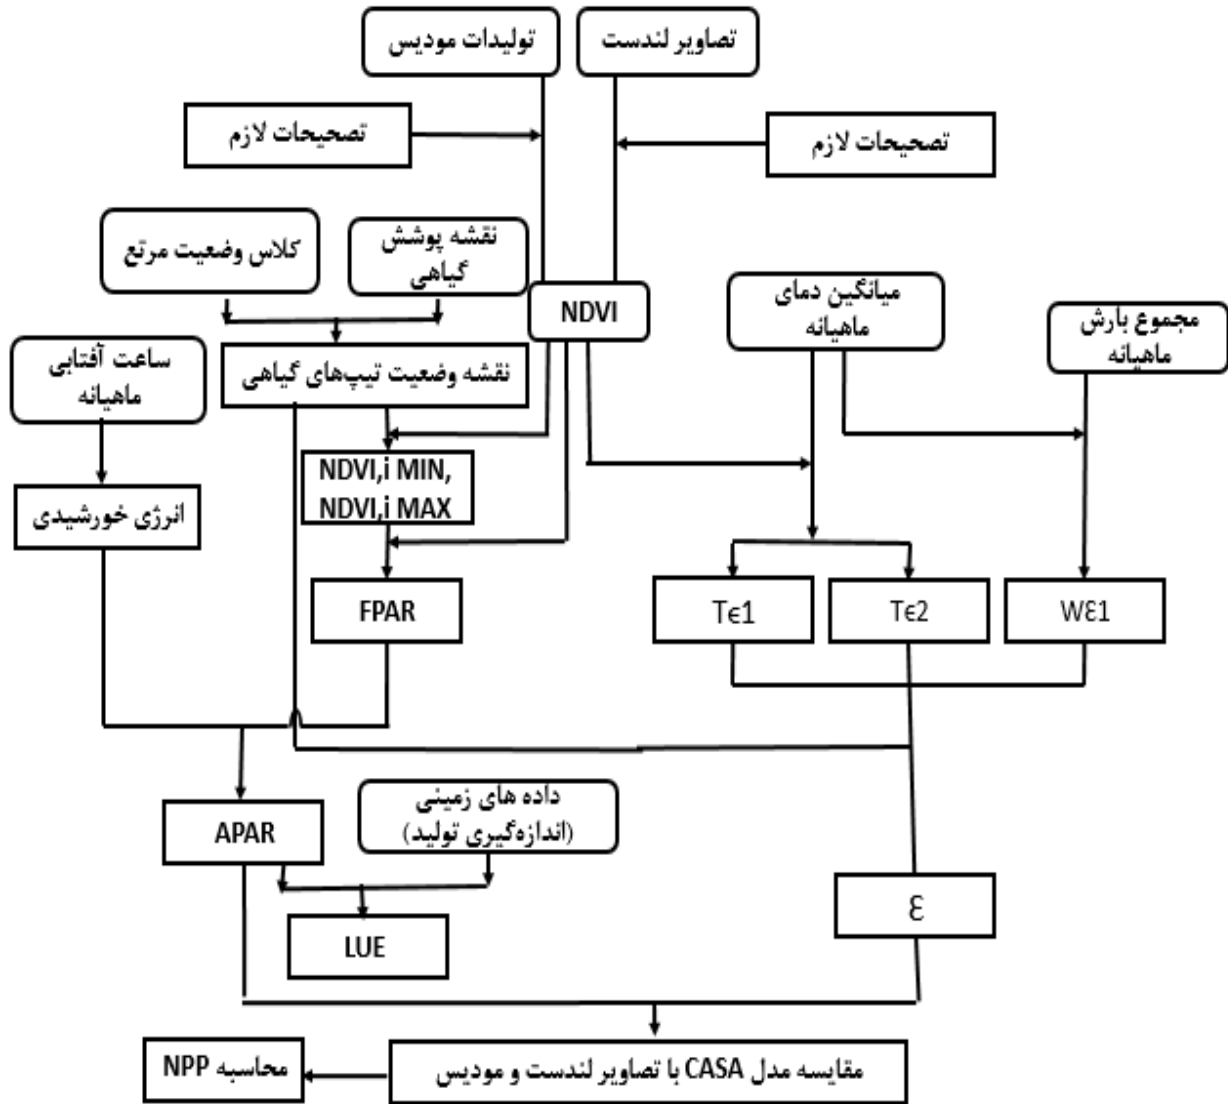 تصاویر لندست
تولیدات مودیس
تصحیحات لازم
تصحیحات لازم
نقشه پوشش
گیاهی
کلاس وضعیت مرتع
میانگین دمای
ماهیانه
مجموع بارش
ماهیانه
NDVI
ساعت آفتابی
ماهیانه
نقشه وضعیت تیپ‌های گیاهی
NDVI,i MIN,
NDVI,i MAX
انرژی خورشیدی
FPAR
Tϵ1
Tϵ2
WƐ1
داده های زمینی
(اندازه‌گیری تولید)
APAR
Ɛ
LUE
مقایسه مدل CASA با تصاویر لندست و مودیس
محاسبه NPP